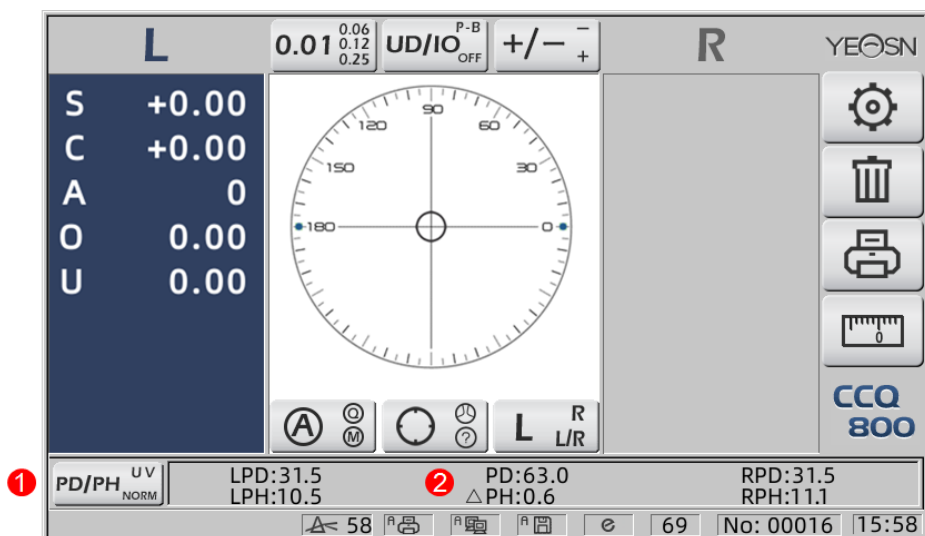 L
0.01 0.06 0.12 0.25
UD/IO P-B OFF
+/− − +
R
YEOSN
S +0.00
C +0.00
A 0
O 0.00
U 0.00
90
120
60
150
30
180
0
0
A Q M
?
L R L/R
CCQ
800
1
PD/PH UV NORM
LPD:31.5
2
PD:63.0
RPD:31.5
LPH:10.5
△PH:0.6
RPH:11.1
58
A
A
A
e
69
No: 00016
15:58